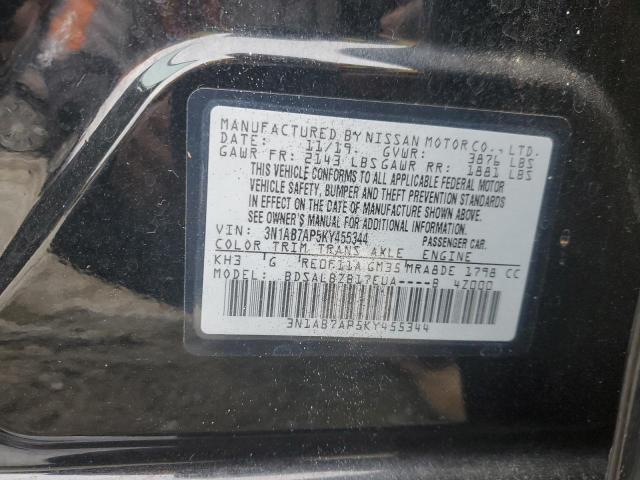 MANUFACTURED BY NISSAN MOTOR CO., LTD.
DATE: 11/19. GVWR: 3876 LBS
GAWR FR: 2143 LBS GAWR RR: 1881 LBS
THIS VEHICLE CONFORMS TO ALL APPLICABLE FEDERAL MOTOR
VEHICLE SAFETY, BUMPER AND THEFT PREVENTION STANDARDS
IN EFFECT ON THE DATE OF MANUFACTURE SHOWN ABOVE.
SEE OWNER'S MANUAL FOR ADDITIONAL INFORMATION.
VIN: 3N1AB7AP5KY455344 PASSENGER CAR.
COLOR TRIM TRANS AXLE ENGINE
KH3 G RE0F11A GM35 MRA8DE 1798 CC
MODEL: BDSALBZB17EUA----B 4Z000
3N1AB7AP5KY455344